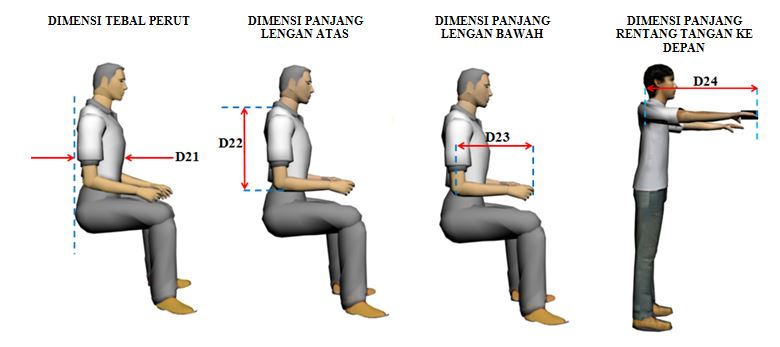 DIMENSI TEBAL PERUT
DIMENSI PANJANG
LENGAN ATAS
DIMENSI PANJANG
LENGAN BAWAH
DIMENSI PANJANG
RENTANG TANGAN KE
DEPAN
D21
D22
D23
D24